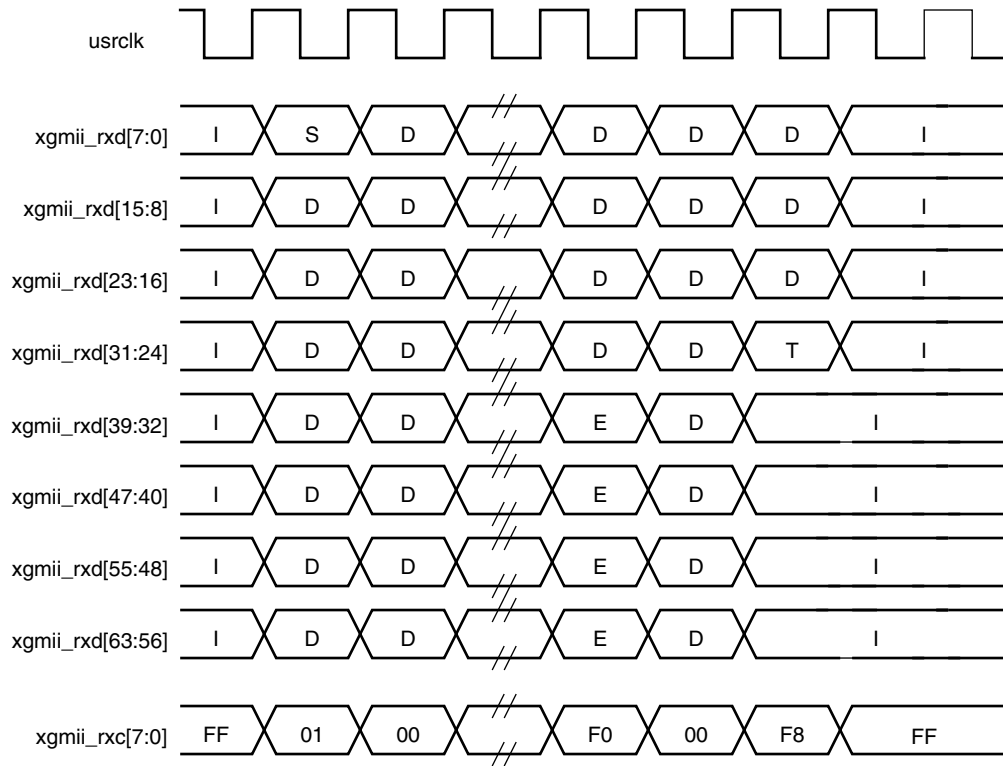 usrclk
xgmii_rxd[7:0] I S D D D D I
xgmii_rxd[15:8] I D D D D D I
xgmii_rxd[23:16] I D D D D D I
xgmii_rxd[31:24] I D D D D T I
xgmii_rxd[39:32] I D D E D I
xgmii_rxd[47:40] I D D E D I
xgmii_rxd[55:48] I D D E D I
xgmii_rxd[63:56] I D D E D I
xgmii_rxc[7:0] FF 01 00 F0 00 F8 FF